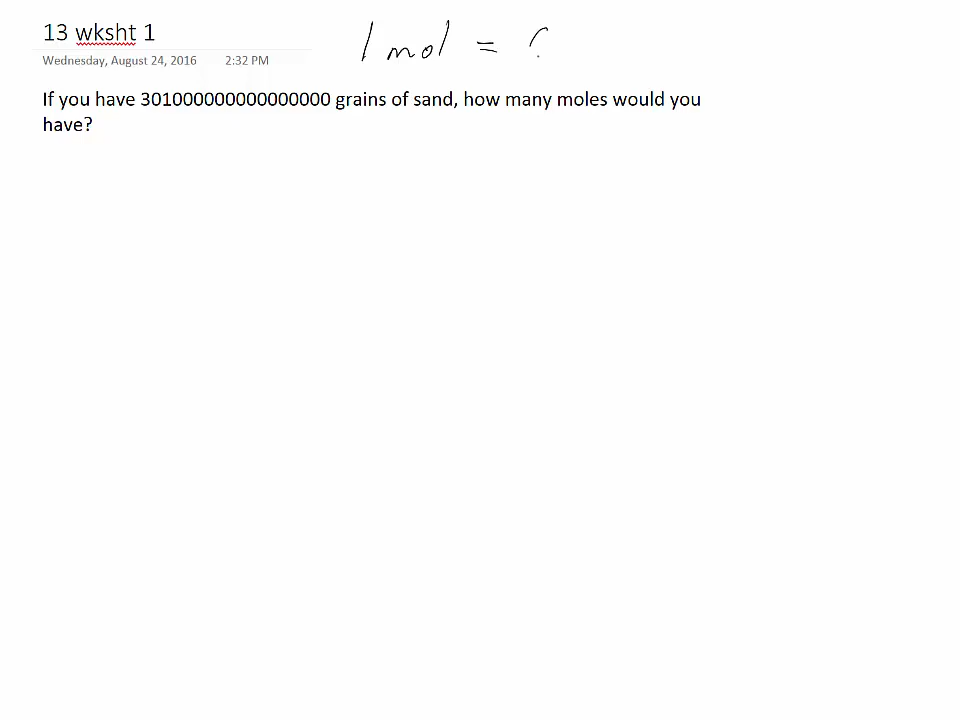 13 wksht 1
1 mol =
Wednesday, August 24, 2016 2:32 PM
If you have 301000000000000000 grains of sand, how many moles would you
have?